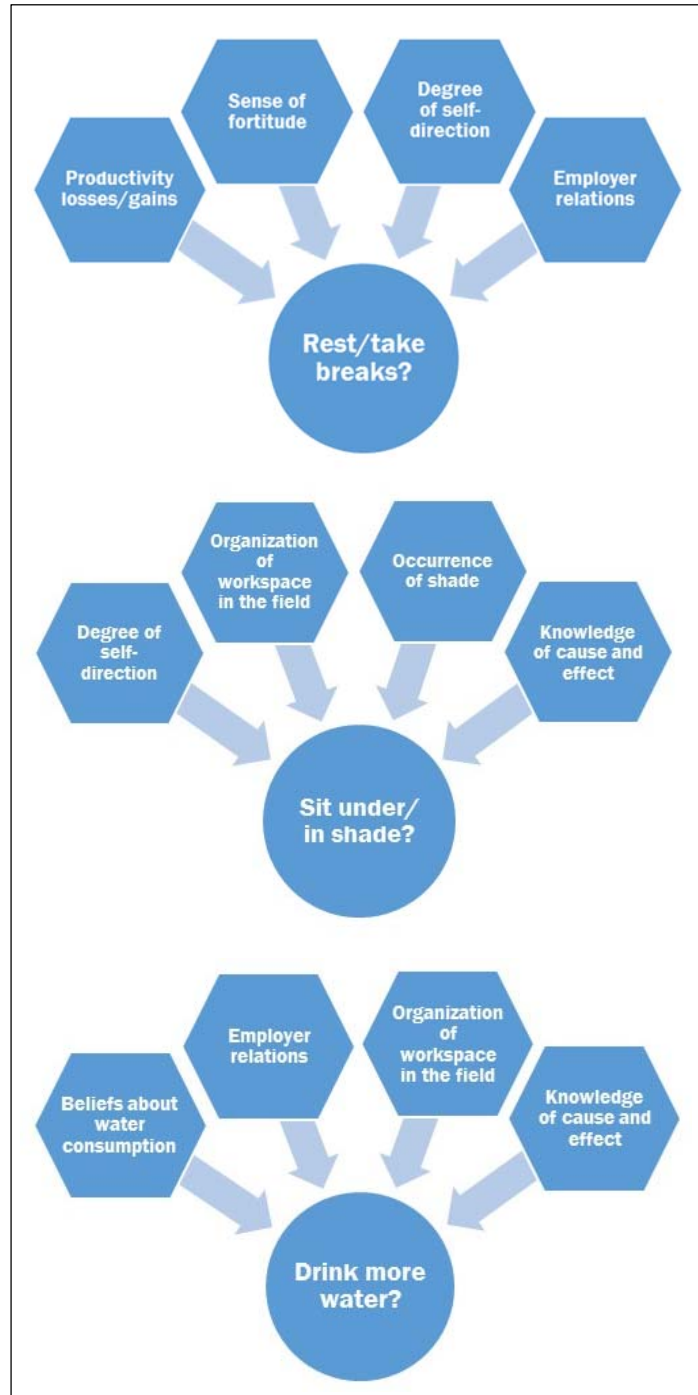 Productivity
losses/gains
Sense of
fortitude
Degree
of self-
direction
Employer
relations
Rest/take
breaks?
Degree of
self-
direction
Organization
of
workspace
in the field
Occurrence
of shade
Knowledge
of cause and
effect
Sit under/
in shade?
Beliefs about
water
consumption
Employer
relations
Organization
of
workspace
in the field
Knowledge
of cause and
effect
Drink more
water?